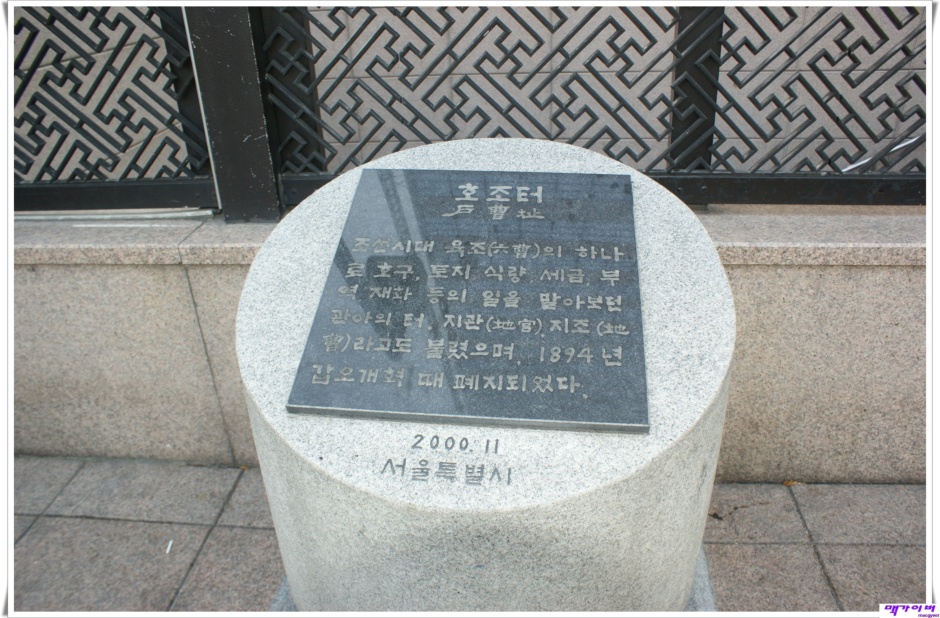 호조터
戶曹址
조선시대 육조(六曹)의 하나
로 호구, 토지, 식량, 세금, 부
역, 재화 등의 일을 맡아보던
관아의 터. 지관(地官), 지조(地
曹)라고도 불렸으며, 1894년
갑오개혁 때 폐지되었다.
2000. 11
서울특별시
메가이버